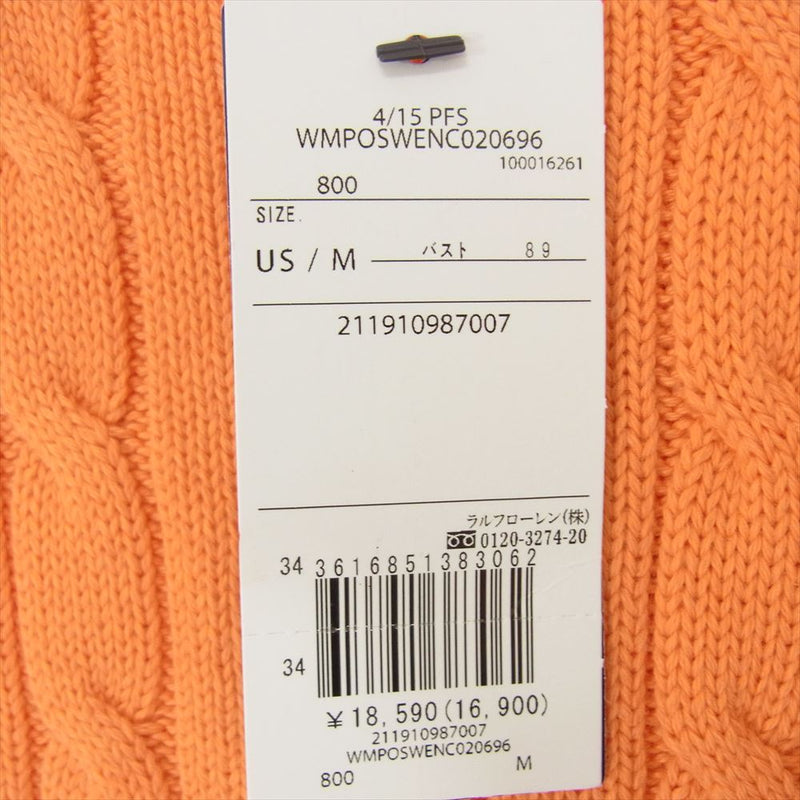 4/15 PFS
WMPOSWENC020696
100016261
800
SIZE.
US / M バスト 89
211910987007
ラルフローレン(株)
0120-3274-20
34 3616851383062
34
¥ 18,590(16,900)
211910987007
WMPOSWENC020696
800 M